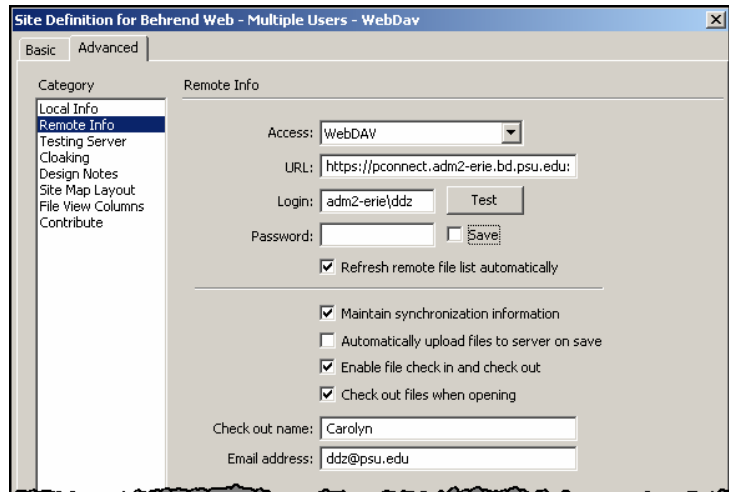 Site Definition for Behrend Web - Multiple Users - WebDav
Basic Advanced
Category
Local Info
Remote Info
Testing Server
Cloaking
Design Notes
Site Map Layout
File View Columns
Contribute
Remote Info
Access: WebDAV
URL: https://pconnect.adm2-erie.bd.psu.edu:
Login: adm2-erie\ddz Test
Password: Save
Refresh remote file list automatically
Maintain synchronization information
Automatically upload files to server on save
Enable file check in and check out
Check out files when opening
Check out name: Carolyn
Email address: ddz@psu.edu